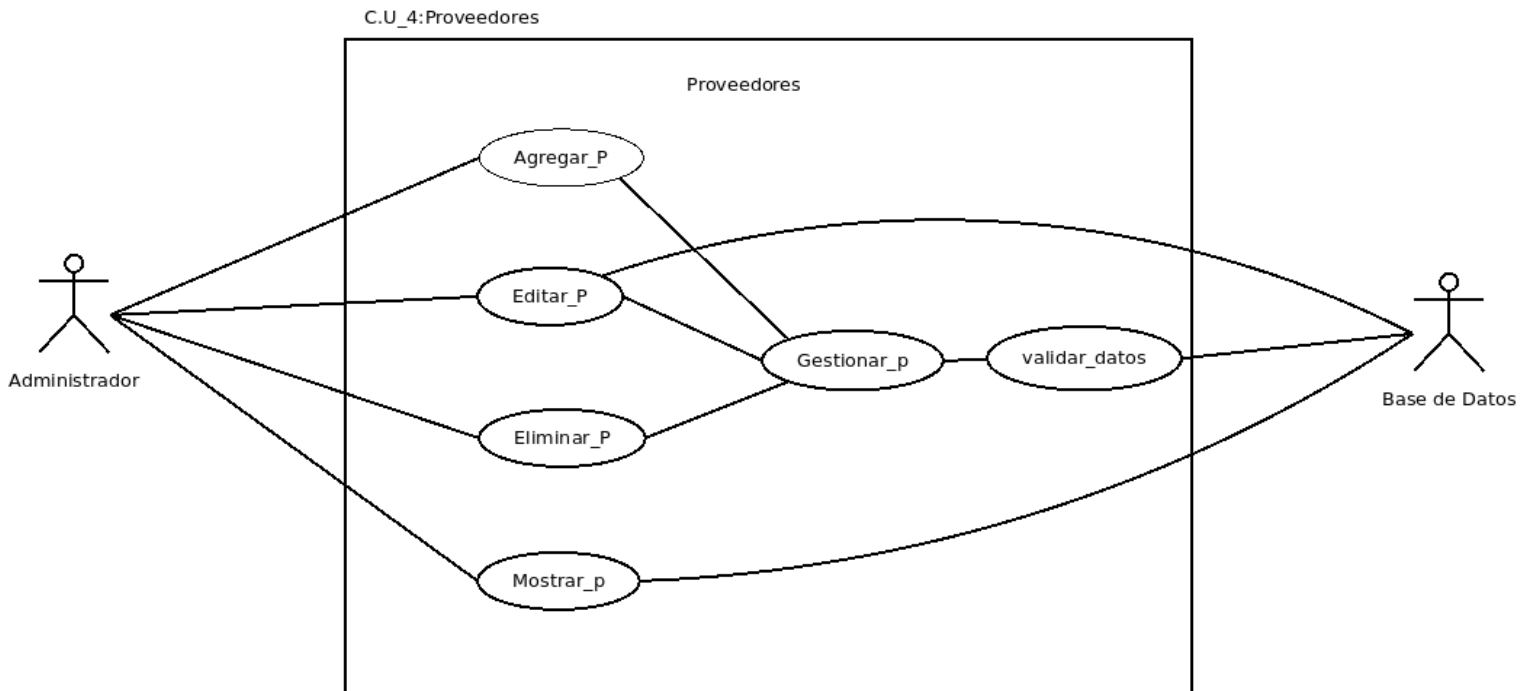 C.U_4:Proveedores
Proveedores
Agregar_P
Editar_P
Gestionar_p
validar_datos
Administrador
Base de Datos
Eliminar_P
Mostrar_p